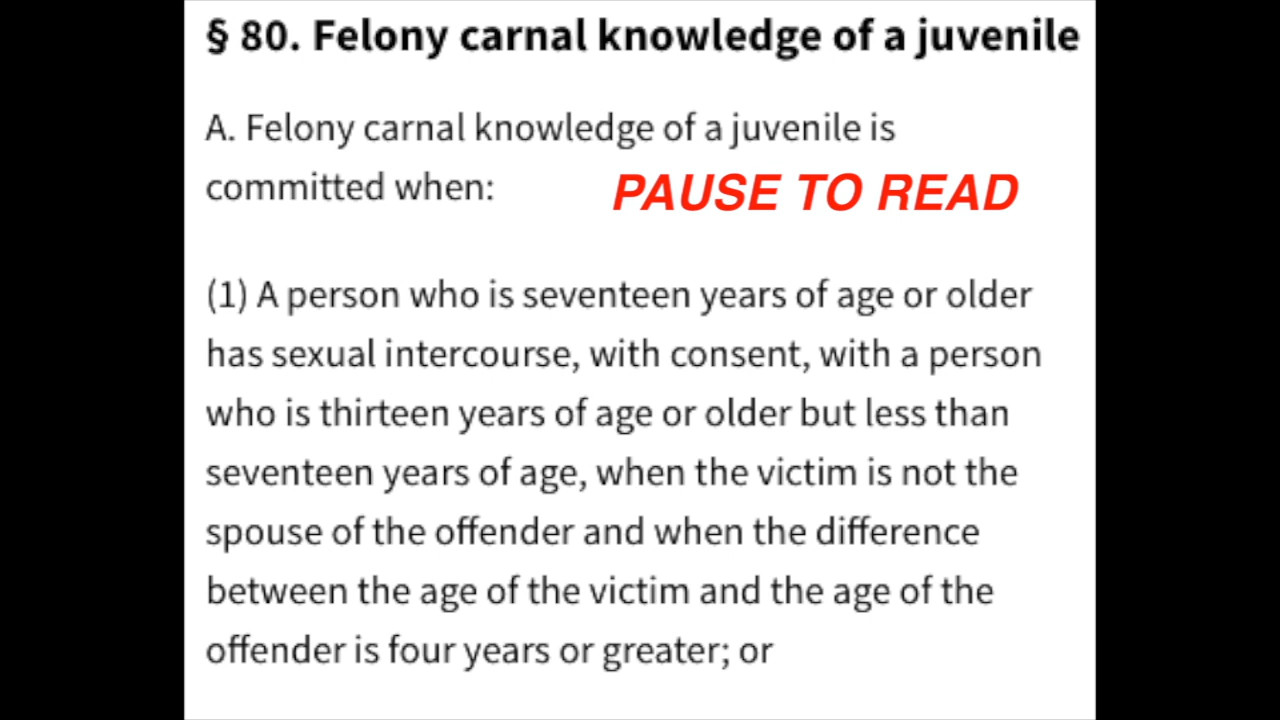 § 80. Felony carnal knowledge of a juvenile
A. Felony carnal knowledge of a juvenile is
committed when:
PAUSE TO READ
(1) A person who is seventeen years of age or older
has sexual intercourse, with consent, with a person
who is thirteen years of age or older but less than
seventeen years of age, when the victim is not the
spouse of the offender and when the difference
between the age of the victim and the age of the
offender is four years or greater; or